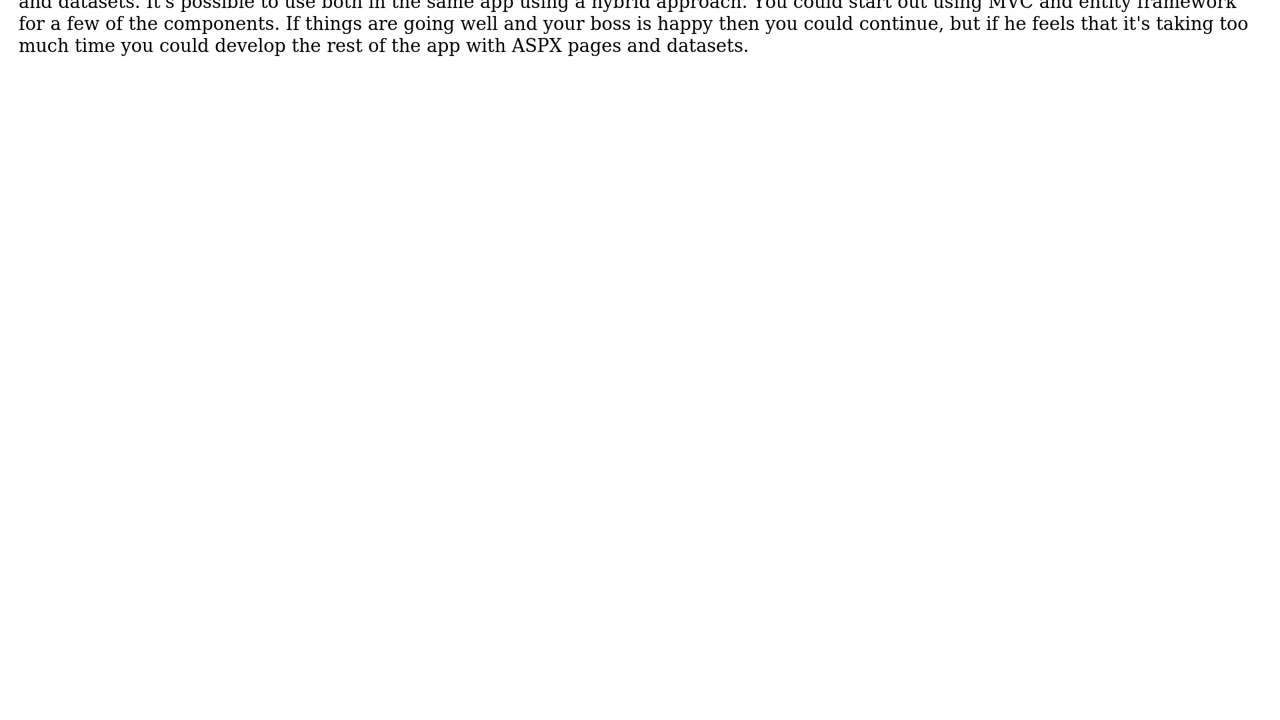 and datasets. It's possible to use both in the same app using a hybrid approach. You could start out using MVC and entity framework
for a few of the components. If things are going well and your boss is happy then you could continue, but if he feels that it's taking too
much time you could develop the rest of the app with ASPX pages and datasets.